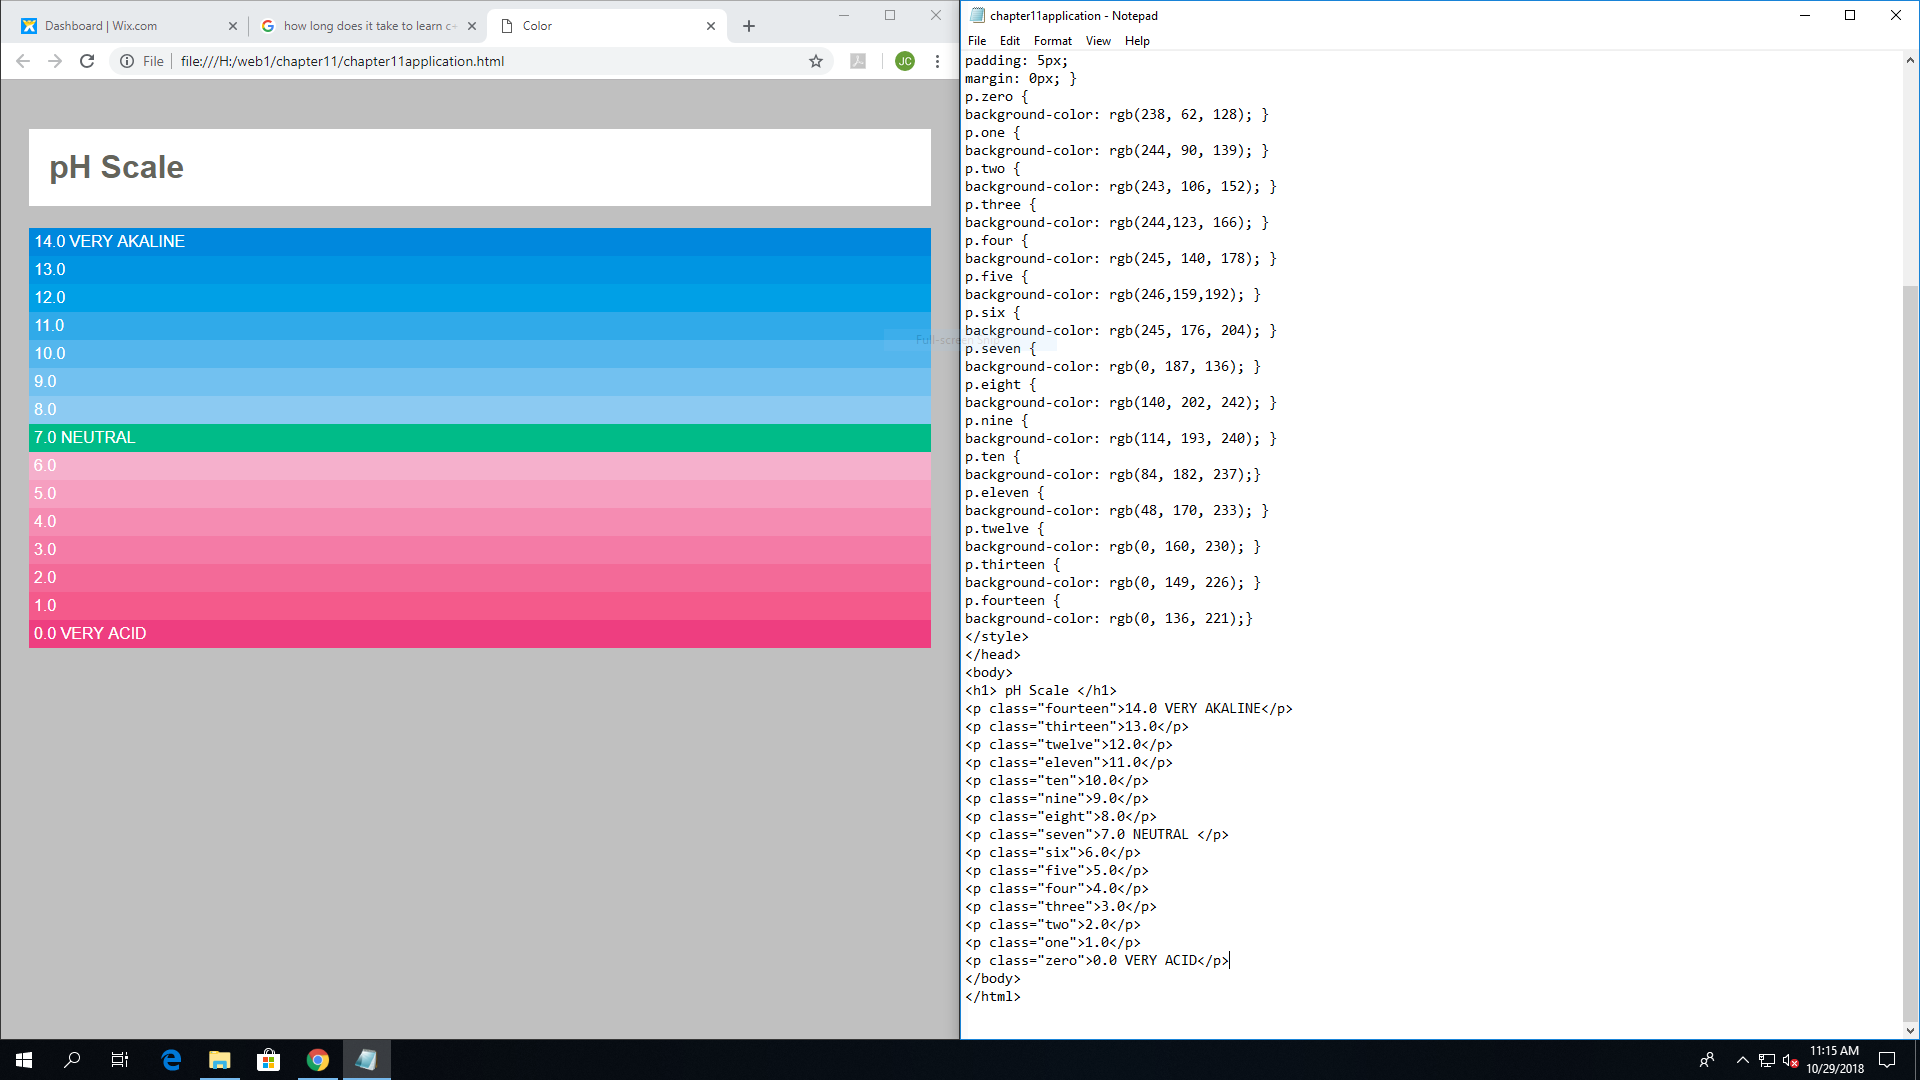 Dashboard | Wix.com
how long does it take to learn c+
Color
File
file:///H:/web1/chapter11/chapter11application.html
JC
pH Scale
14.0 VERY AKALINE
13.0
12.0
11.0
10.0
9.0
8.0
7.0 NEUTRAL
6.0
5.0
4.0
3.0
2.0
1.0
0.0 VERY ACID
chapter11application - Notepad
File Edit Format View Help
padding: 5px;
margin: 0px; }
p.zero {
background-color: rgb(238, 62, 128); }
p.one {
background-color: rgb(244, 90, 139); }
p.two {
background-color: rgb(243, 106, 152); }
p.three {
background-color: rgb(244,123, 166); }
p.four {
background-color: rgb(245, 140, 178); }
p.five {
background-color: rgb(246,159,192); }
p.six {
background-color: rgb(245, 176, 204); }
Full-screen
p.seven {
background-color: rgb(0, 187, 136); }
p.eight {
background-color: rgb(140, 202, 242); }
p.nine {
background-color: rgb(114, 193, 240); }
p.ten {
background-color: rgb(84, 182, 237);}
p.eleven {
background-color: rgb(48, 170, 233); }
p.twelve {
background-color: rgb(0, 160, 230); }
p.thirteen {
background-color: rgb(0, 149, 226); }
p.fourteen {
background-color: rgb(0, 136, 221);}
</style>
</head>
<body>
<h1> pH Scale </h1>
<p class="fourteen">14.0 VERY AKALINE</p>
<p class="thirteen">13.0</p>
<p class="twelve">12.0</p>
<p class="eleven">11.0</p>
<p class="ten">10.0</p>
<p class="nine">9.0</p>
<p class="eight">8.0</p>
<p class="seven">7.0 NEUTRAL </p>
<p class="six">6.0</p>
<p class="five">5.0</p>
<p class="four">4.0</p>
<p class="three">3.0</p>
<p class="two">2.0</p>
<p class="one">1.0</p>
<p class="zero">0.0 VERY ACID</p>
</body>
</html>
11:15 AM
10/29/2018